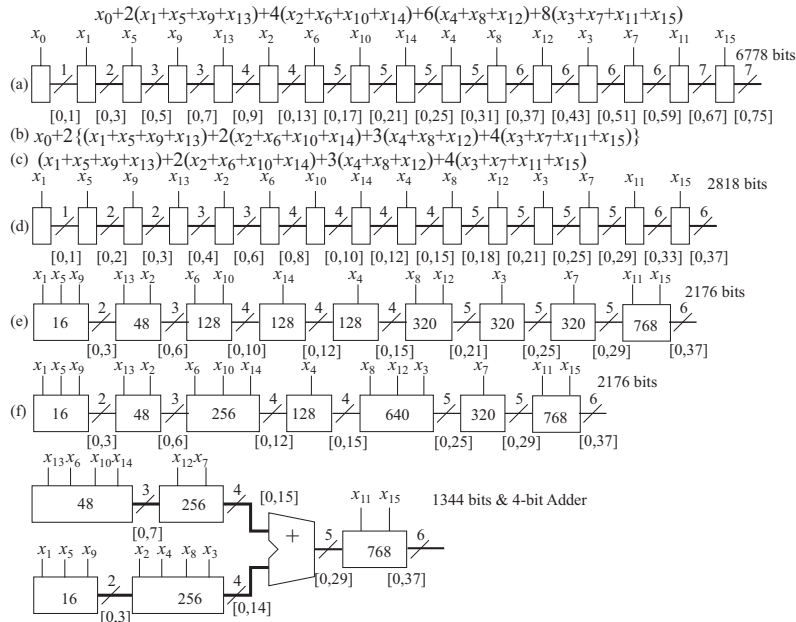 x₀+2(x₁+x₅+x₉+x₁₃)+4(x₂+x₆+x₁₀+x₁₄)+6(x₄+x₈+x₁₂)+8(x₃+x₇+x₁₁+x₁₅)
x₀ x₁ x₅ x₉ x₁₃ x₂ x₆ x₁₀ x₁₄ x₄ x₈ x₁₂ x₃ x₇ x₁₁ x₁₅
6778 bits
(a) 1 2 3 3 4 4 5 5 5 5 6 6 6 6 7 7
[0,1] [0,3] [0,5] [0,7] [0,9] [0,13] [0,17] [0,21] [0,25] [0,31] [0,37] [0,43] [0,51] [0,59] [0,67] [0,75]
(b) x₀+2{(x₁+x₅+x₉+x₁₃)+2(x₂+x₆+x₁₀+x₁₄)+3(x₄+x₈+x₁₂)+4(x₃+x₇+x₁₁+x₁₅)}
(c) (x₁+x₅+x₉+x₁₃)+2(x₂+x₆+x₁₀+x₁₄)+3(x₄+x₈+x₁₂)+4(x₃+x₇+x₁₁+x₁₅)
x₁ x₅ x₉ x₁₃ x₂ x₆ x₁₀ x₁₄ x₄ x₈ x₁₂ x₃ x₇ x₁₁ x₁₅
2818 bits
(d) 1 2 2 3 3 4 4 4 4 5 5 5 5 6 6
[0,1] [0,2] [0,3] [0,4] [0,6] [0,8] [0,10] [0,12] [0,15] [0,18] [0,21] [0,25] [0,29] [0,33] [0,37]
x₁ x₅ x₉ x₁₃ x₂ x₆ x₁₀ x₁₄ x₄ x₈ x₁₂ x₃ x₇ x₁₁ x₁₅
2176 bits
(e) 16 2 48 3 128 4 128 4 128 4 320 5 320 5 320 5 768 6
[0,3] [0,6] [0,10] [0,12] [0,15] [0,21] [0,25] [0,29] [0,37]
x₁ x₅ x₉ x₁₃ x₂ x₆ x₁₀ x₁₄ x₄ x₈ x₁₂ x₃ x₇ x₁₁ x₁₅
2176 bits
(f) 16 2 48 3 256 4 128 4 640 5 320 5 768 6
[0,3] [0,6] [0,12] [0,15] [0,25] [0,29] [0,37]
x₁₃ x₆ x₁₀ x₁₄ x₁₂ x₇
48 3 256 4 [0,15]
[0,7]
x₁₁ x₁₅
1344 bits & 4-bit Adder
+ 5 768 6
[0,29] [0,37]
x₁ x₅ x₉ x₂ x₄ x₈ x₃
16 2 256 4
[0,3] [0,14]